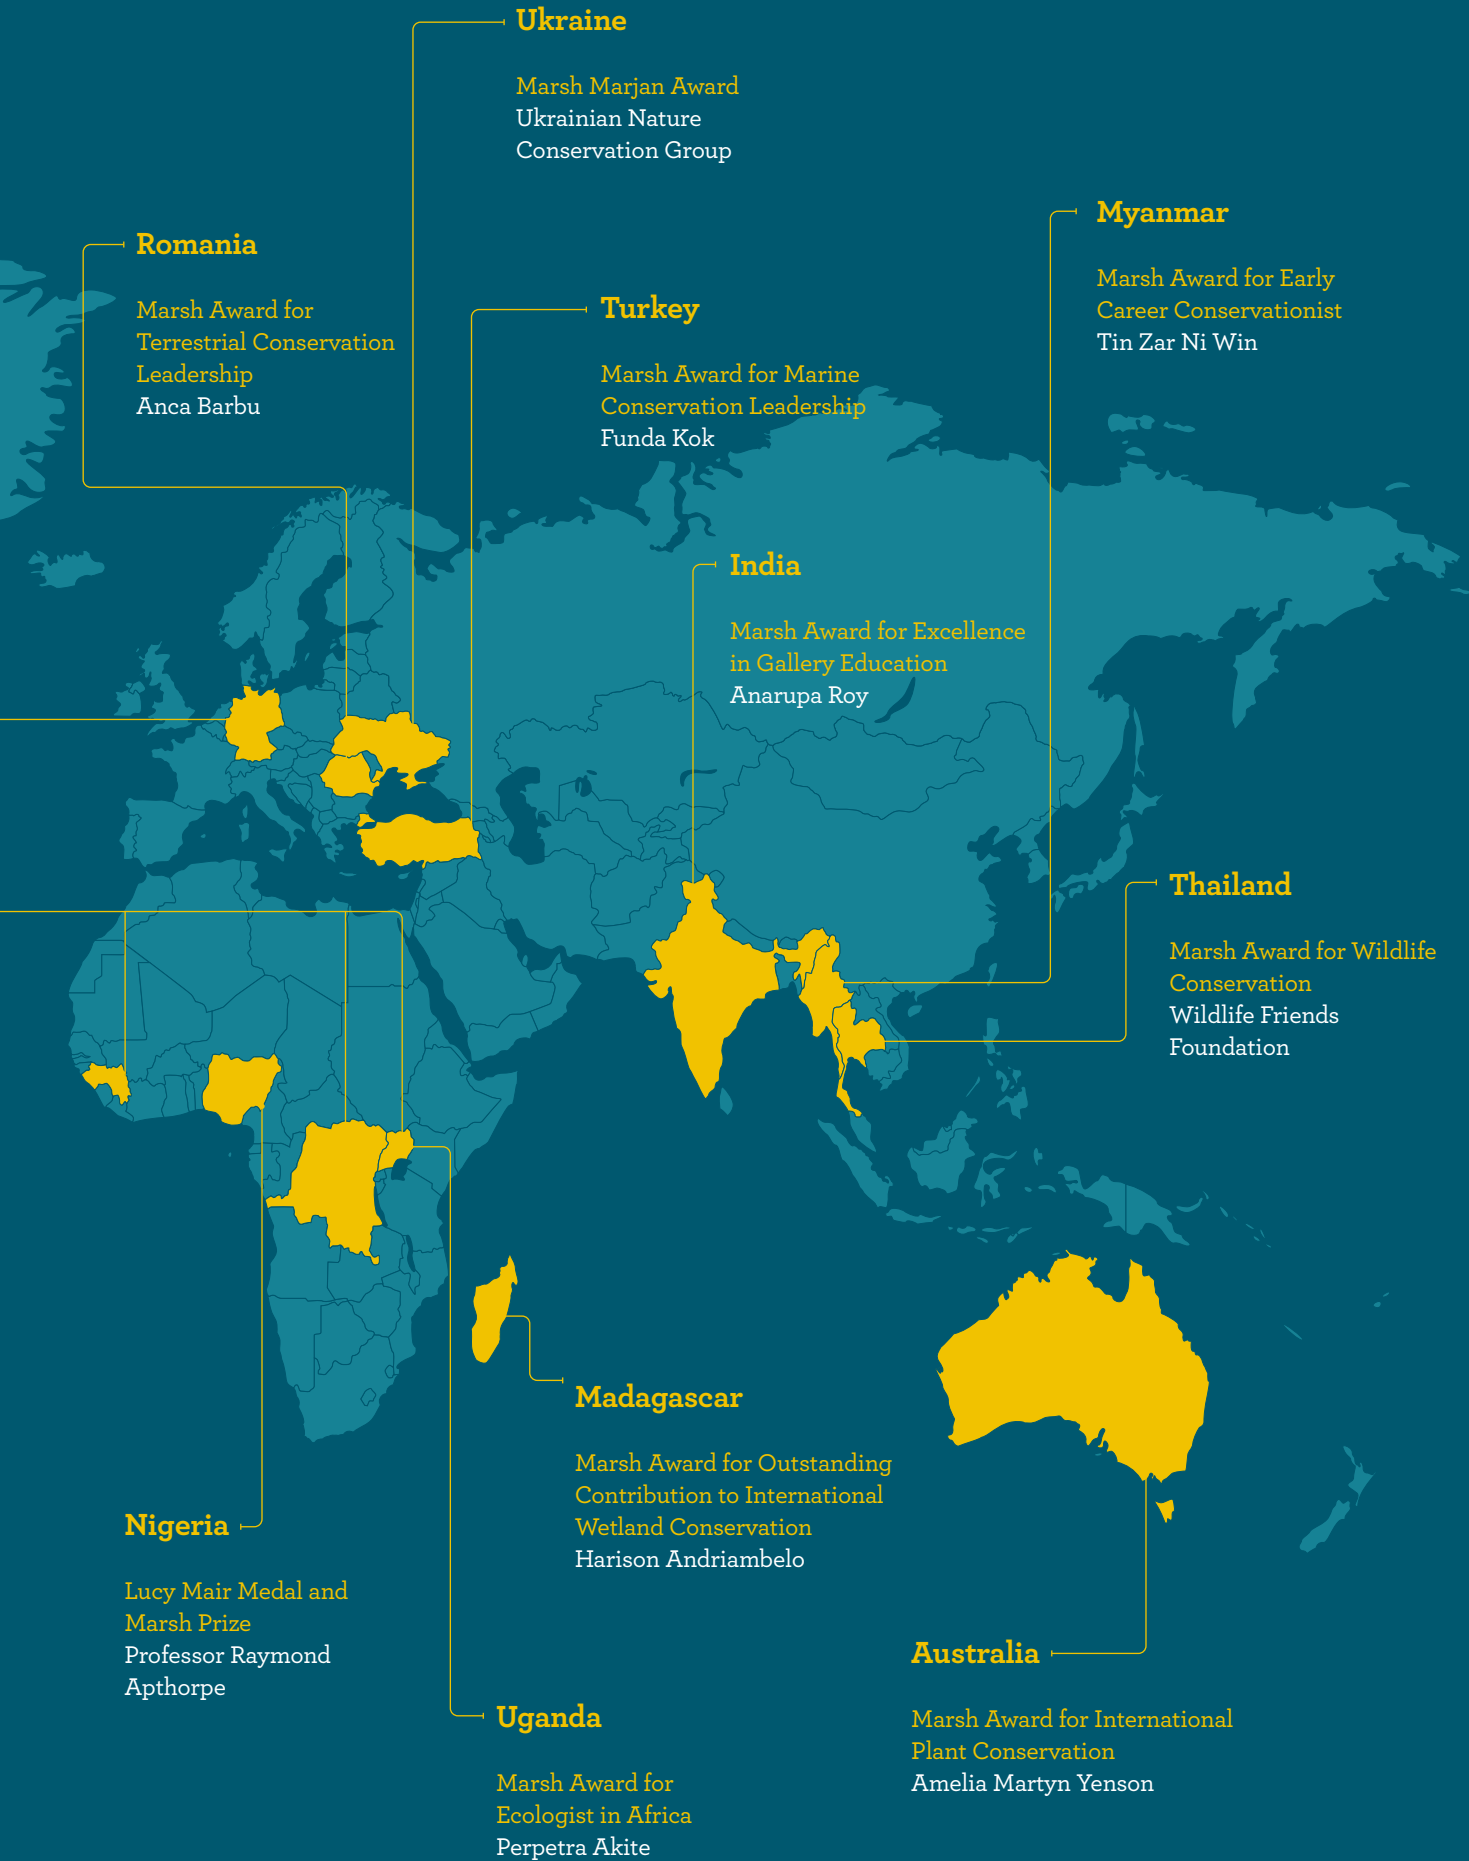 Ukraine
Marsh Marjan Award
Ukrainian Nature
Conservation Group
Romania
Marsh Award for
Terrestrial Conservation
Leadership
Anca Barbu
Turkey
Marsh Award for Marine
Conservation Leadership
Funda Kok
Myanmar
Marsh Award for Early
Career Conservationist
Tin Zar Ni Win
India
Marsh Award for Excellence
in Gallery Education
Anarupa Roy
Thailand
Marsh Award for Wildlife
Conservation
Wildlife Friends
Foundation
Madagascar
Marsh Award for Outstanding
Contribution to International
Wetland Conservation
Harison Andriambelo
Nigeria
Lucy Mair Medal and
Marsh Prize
Professor Raymond
Apthorpe
Uganda
Marsh Award for
Ecologist in Africa
Perpetra Akite
Australia
Marsh Award for International
Plant Conservation
Amelia Martyn Yenson